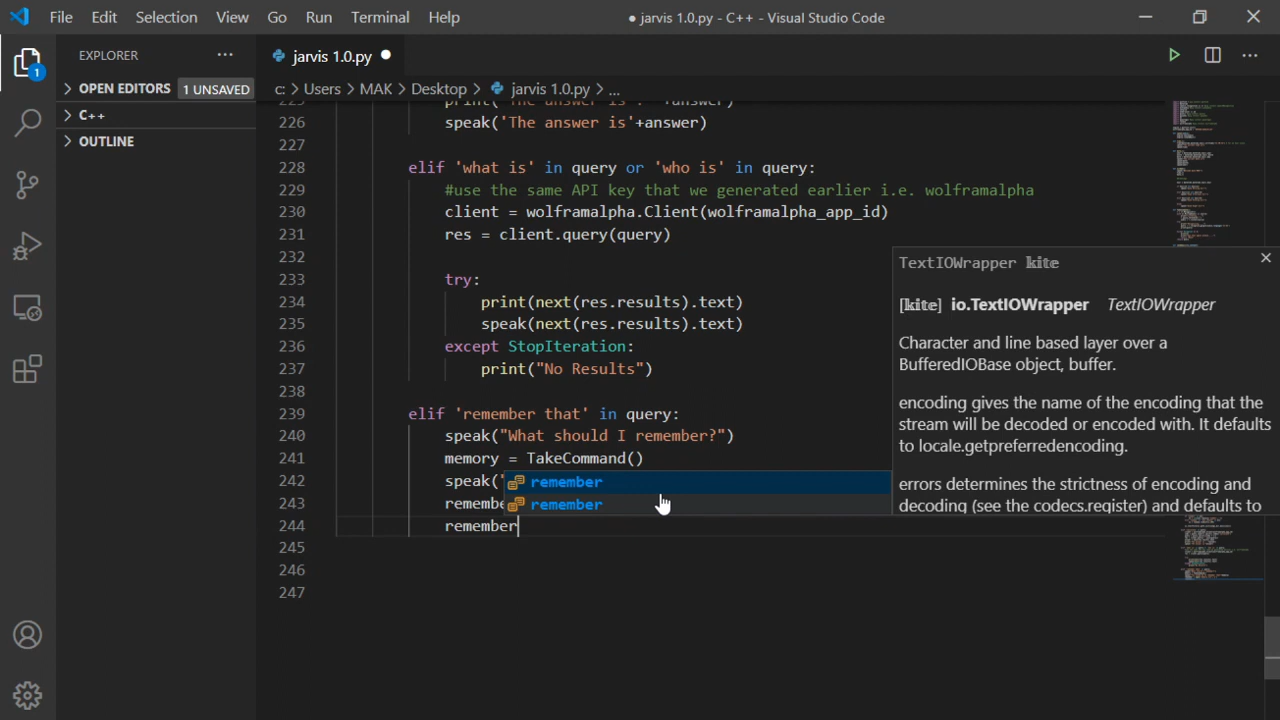 File Edit Selection View Go Run Terminal Help
● jarvis 1.0.py - C++ - Visual Studio Code
EXPLORER ...
jarvis 1.0.py ●
OPEN EDITORS 1 UNSAVED
C++
OUTLINE
1
c: > Users > MAK > Desktop > jarvis 1.0.py > ...
226 speak('The answer is'+answer)
227
228 elif 'what is' in query or 'who is' in query:
229 #use the same API key that we generated earlier i.e. wolframalpha
230 client = wolframalpha.Client(wolframalpha_app_id)
231 res = client.query(query)
232
233 try:
234 print(next(res.results).text)
235 speak(next(res.results).text)
236 except StopIteration:
237 print("No Results")
238
239 elif 'remember that' in query:
240 speak("What should I remember?")
241 memory = TakeCommand()
242 speak('
243 remembe
244 remember
245
246
247
remember
remember
TextIOWrapper kite
[kite] io.TextIOWrapper TextIOWrapper
Character and line based layer over a
BufferedIOBase object, buffer.
encoding gives the name of the encoding that the
stream will be decoded or encoded with. It defaults
to locale.getpreferredencoding.
errors determines the strictness of encoding and
decoding (see the codecs.register) and defaults to